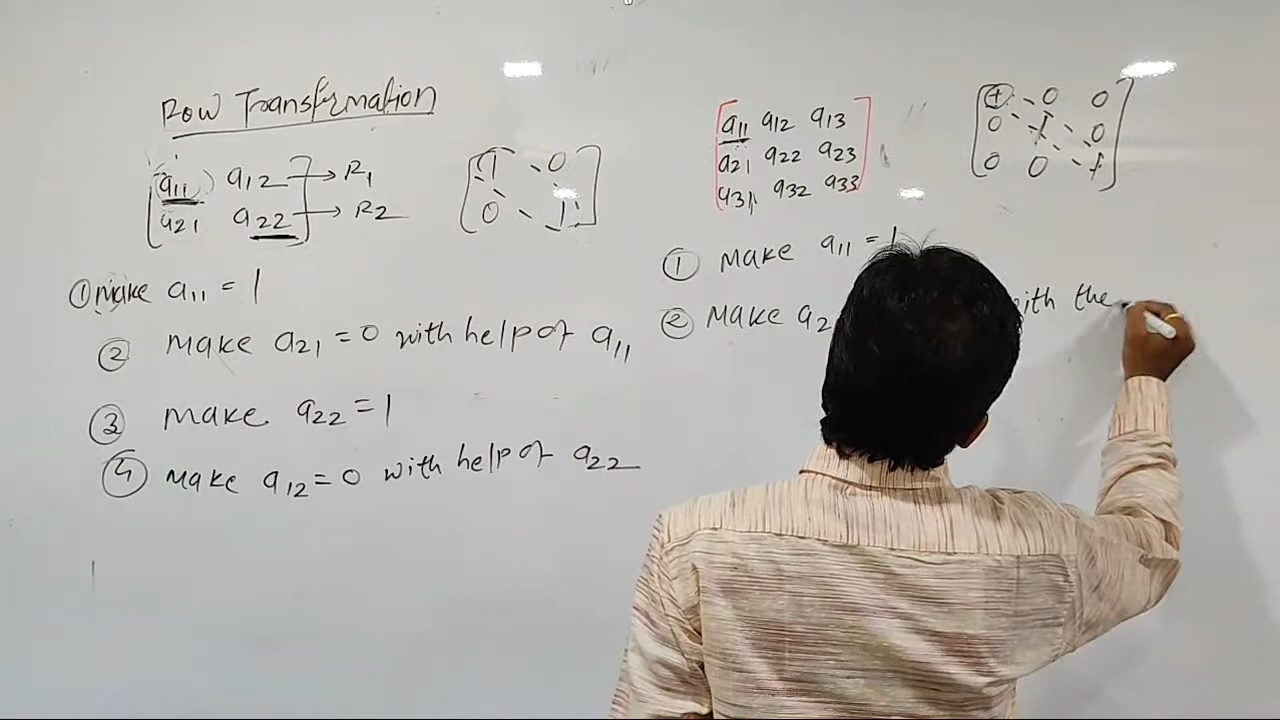 Row Transformation
a11 a12 → R1
a21 a22 → R2
1 0
0 1
① make a11 = 1
② make a21 = 0 with help of a11
③ make a22 = 1
④ make a12 = 0 with help of a22
a11 a12 a13
a21 a22 a23
a31 a32 a33
1 0 0
0 1 0
0 0 1
① make a11 = 1
② make a2 with the